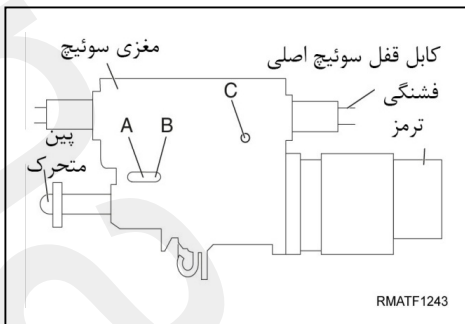 مغزی سوئیچ
کابل قفل سوئیچ اصلی
فشنگی
ترمز
C
A B
پین
متحرک
RMATF1243